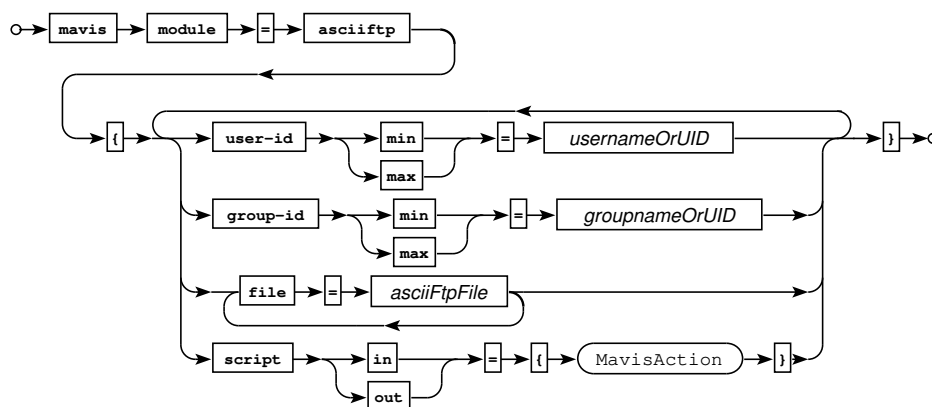 mavis module = asciiftp
{ user-id min = usernameOrUID }
max
group-id min = groupnameOrUID
max
file = asciiFtpFile
script in = { MavisAction }
out